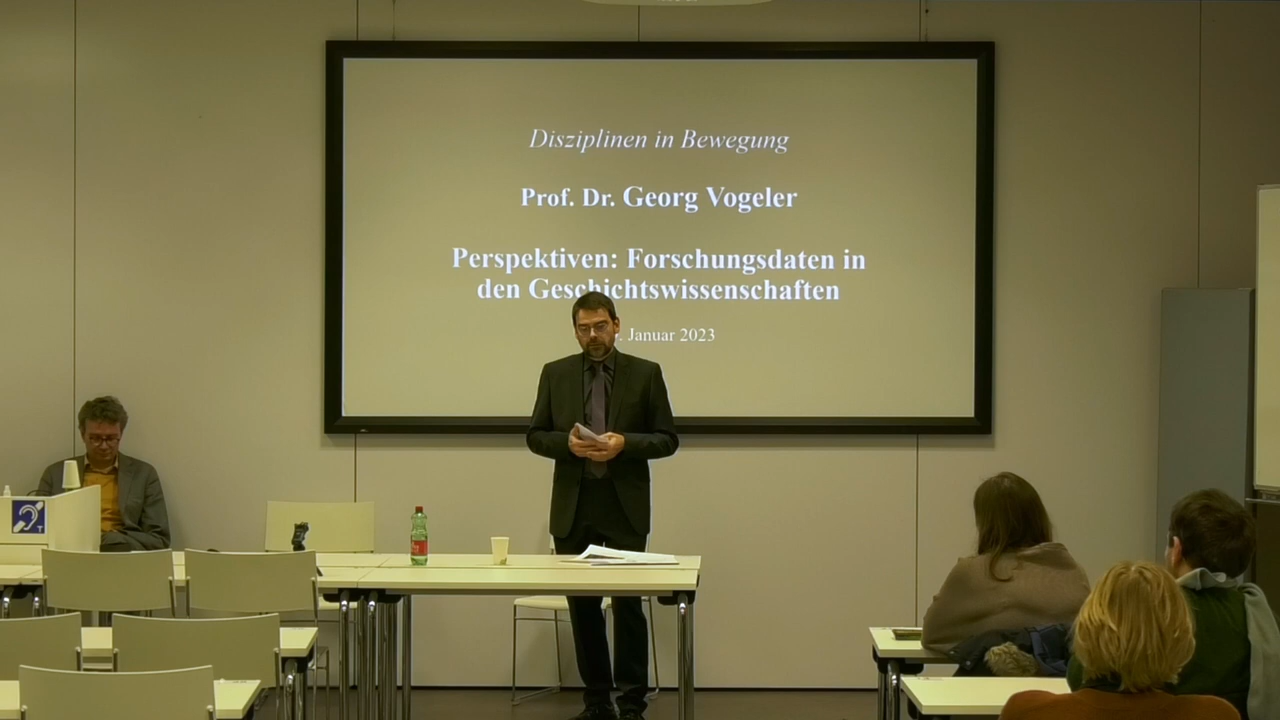 Disziplinen in Bewegung
Prof. Dr. Georg Vogeler
Perspektiven: Forschungsdaten in
den Geschichtswissenschaften
Januar 2023
T